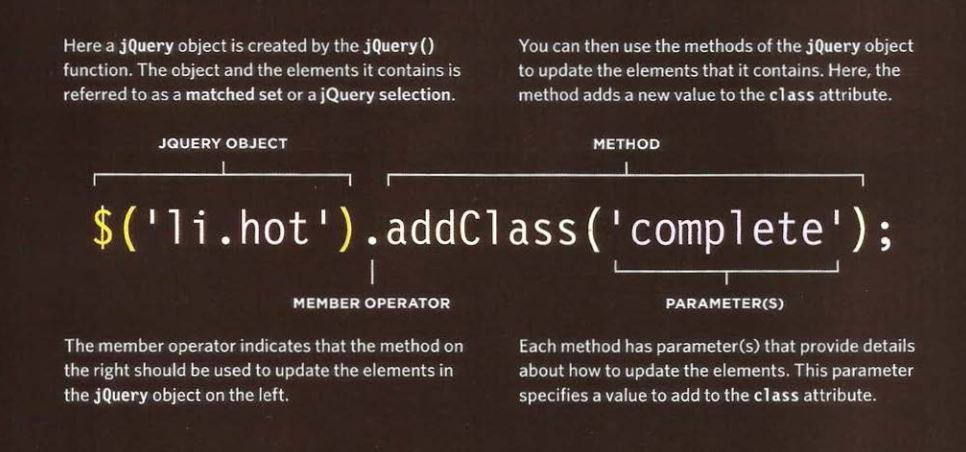 Here a jQuery object is created by the jQuery()
function. The object and the elements it contains is
referred to as a matched set or a jQuery selection.
You can then use the methods of the jQuery object
to update the elements that it contains. Here, the
method adds a new value to the class attribute.
JQUERY OBJECT
METHOD
$('li.hot').addClass('complete');
MEMBER OPERATOR
PARAMETER(S)
The member operator indicates that the method on
the right should be used to update the elements in
the jQuery object on the left.
Each method has parameter(s) that provide details
about how to update the elements. This parameter
specifies a value to add to the class attribute.